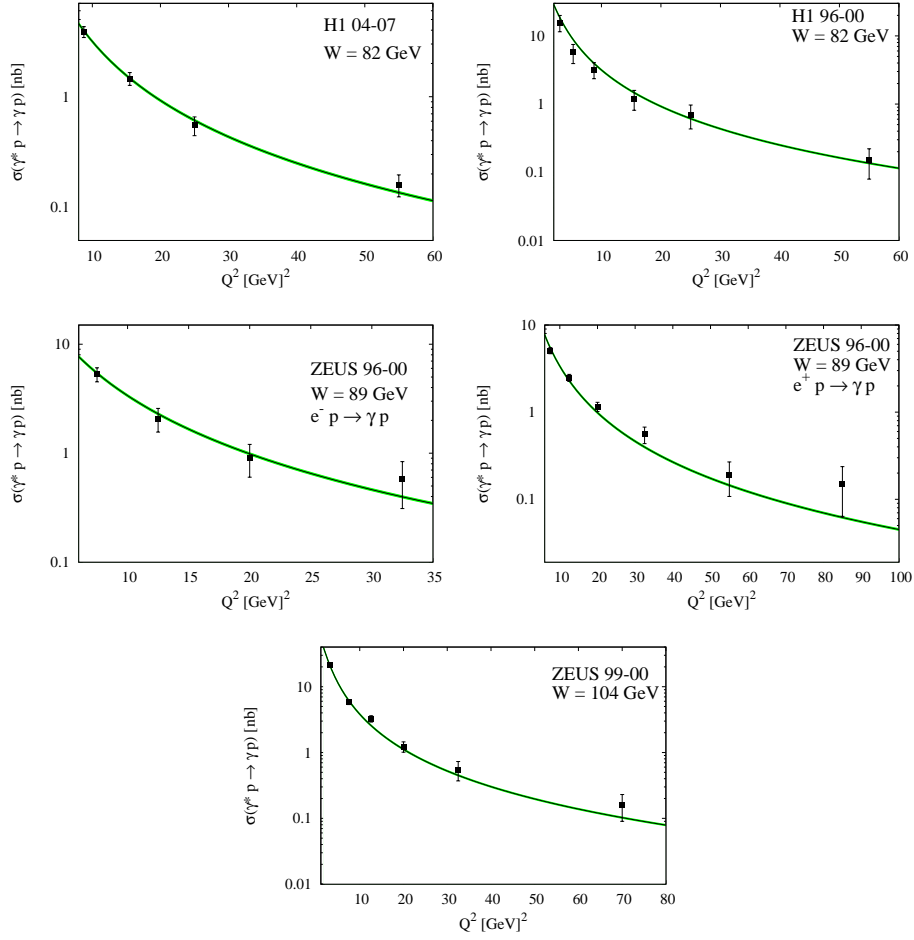 H1 04-07
W = 82 GeV
σ(γ* p → γ p) [nb]
1
0.1
10 20 30 40 50 60
Q² [GeV]²
H1 96-00
W = 82 GeV
σ(γ* p → γ p) [nb]
10
1
0.1
0.01
10 20 30 40 50 60
Q² [GeV]²
ZEUS 96-00
W = 89 GeV
e⁻ p → γ p
σ(γ* p → γ p) [nb]
10
1
0.1
10 15 20 25 30 35
Q² [GeV]²
ZEUS 96-00
W = 89 GeV
e⁺ p → γ p
σ(γ* p → γ p) [nb]
10
1
0.1
10 20 30 40 50 60 70 80 90 100
Q² [GeV]²
ZEUS 99-00
W = 104 GeV
σ(γ* p → γ p) [nb]
10
1
0.1
0.01
10 20 30 40 50 60 70 80
Q² [GeV]²